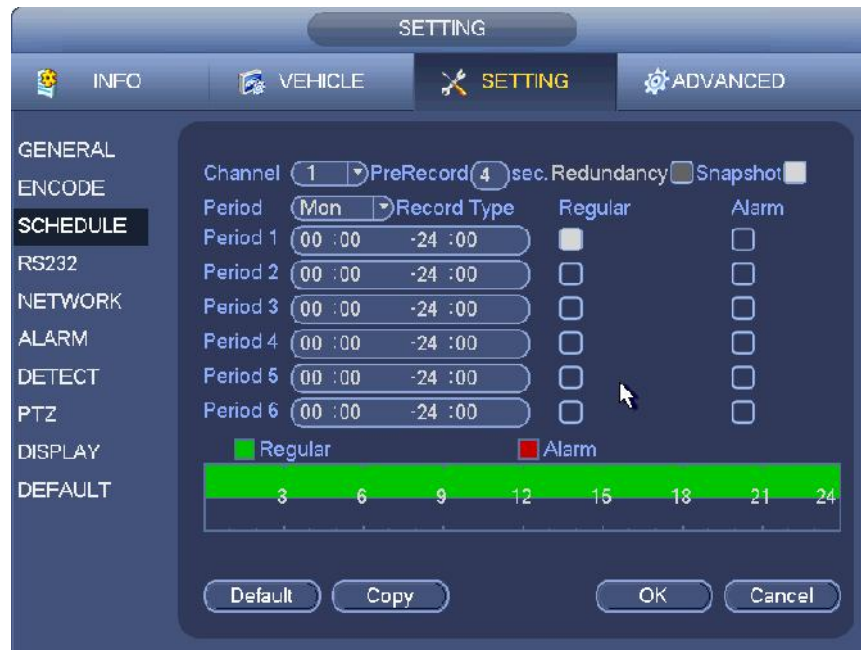 SETTING
INFO VEHICLE SETTING ADVANCED
GENERAL
ENCODE
SCHEDULE
RS232
NETWORK
ALARM
DETECT
PTZ
DISPLAY
DEFAULT
Channel 1 PreRecord 4 sec. Redundancy Snapshot
Period Mon Record Type Regular Alarm
Period 1 00 :00 -24 :00
Period 2 00 :00 -24 :00
Period 3 00 :00 -24 :00
Period 4 00 :00 -24 :00
Period 5 00 :00 -24 :00
Period 6 00 :00 -24 :00
Regular Alarm
3 6 9 12 15 18 21 24
Default Copy OK Cancel